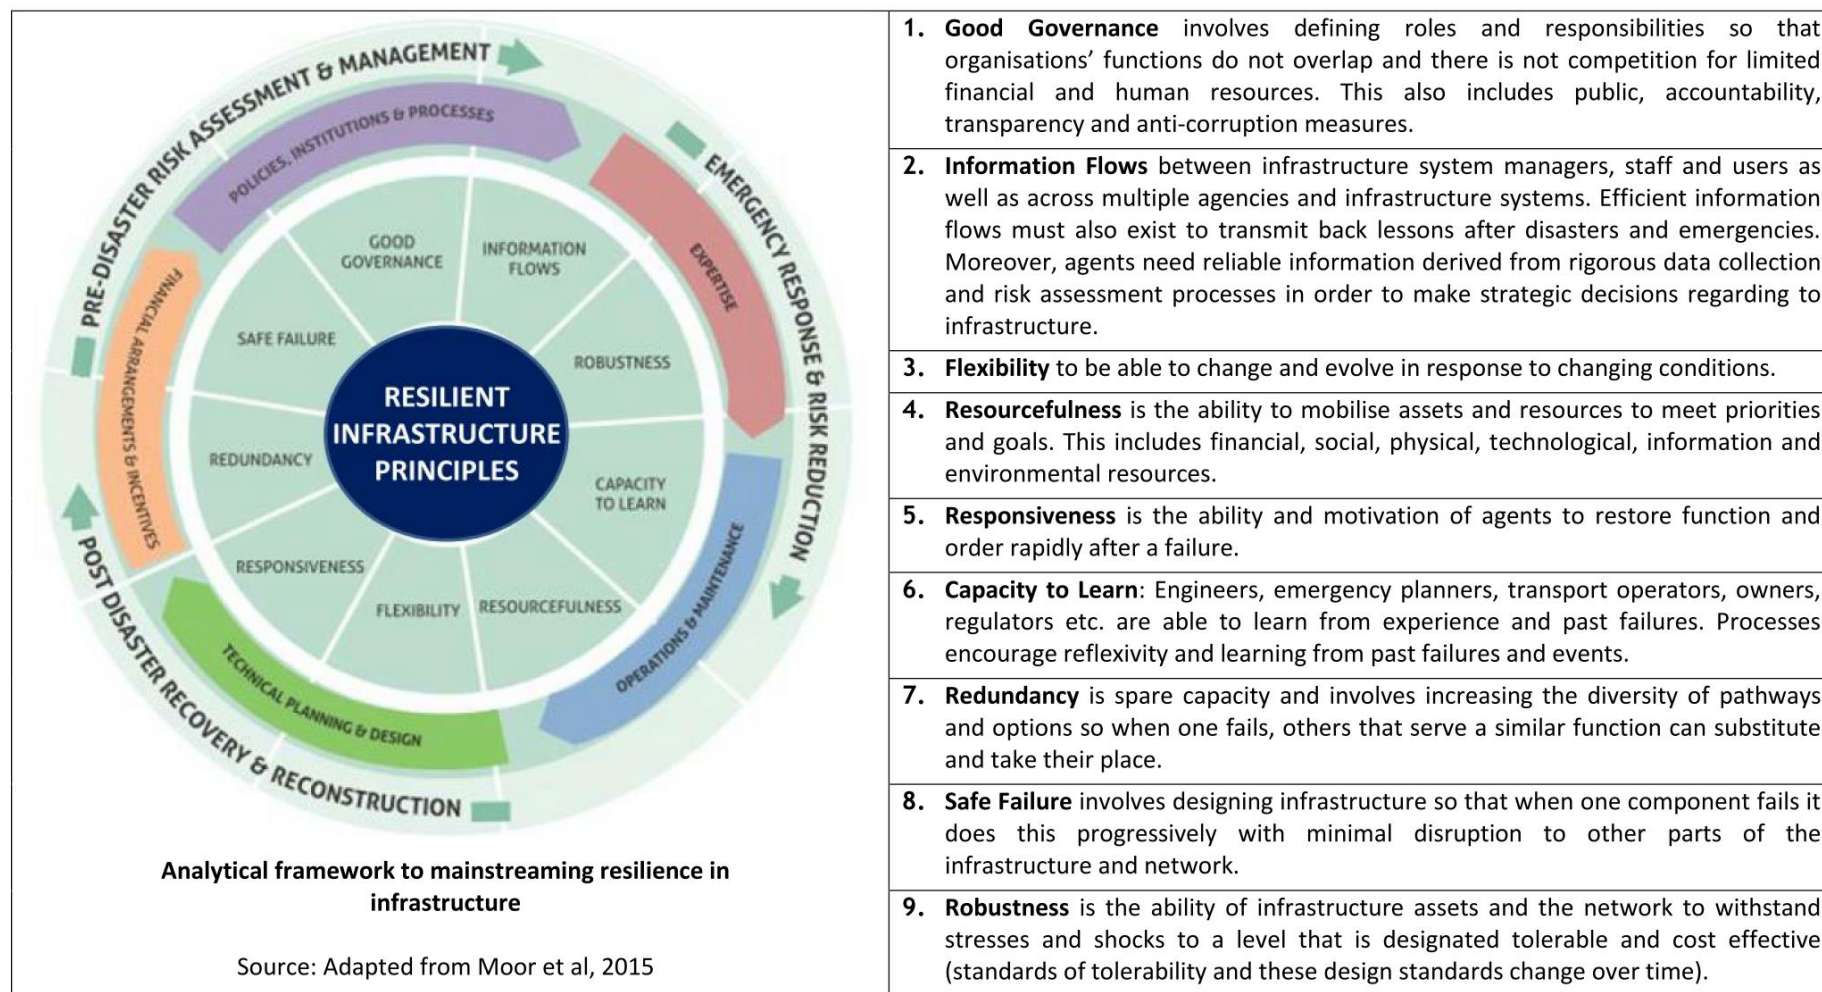 PRE-DISASTER RISK ASSESSMENT & MANAGEMENT
EMERGENCY RESPONSE & RISK REDUCTION
POST DISASTER RECOVERY & RECONSTRUCTION
POLICIES, INSTITUTIONS & PROCESSES
EXPERTISE
OPERATIONS & MAINTENANCE
TECHNICAL PLANNING & DESIGN
FINANCIAL ARRANGEMENTS & INCENTIVES
GOOD
GOVERNANCE
INFORMATION
FLOWS
ROBUSTNESS
CAPACITY
TO LEARN
RESOURCEFULNESS
FLEXIBILITY
RESPONSIVENESS
REDUNDANCY
SAFE FAILURE
RESILIENT
INFRASTRUCTURE
PRINCIPLES
Analytical framework to mainstreaming resilience in
infrastructure
Source: Adapted from Moor et al, 2015
1. Good Governance involves defining roles and responsibilities so that
organisations’ functions do not overlap and there is not competition for limited
financial and human resources. This also includes public, accountability,
transparency and anti-corruption measures.
2. Information Flows between infrastructure system managers, staff and users as
well as across multiple agencies and infrastructure systems. Efficient information
flows must also exist to transmit back lessons after disasters and emergencies.
Moreover, agents need reliable information derived from rigorous data collection
and risk assessment processes in order to make strategic decisions regarding to
infrastructure.
3. Flexibility to be able to change and evolve in response to changing conditions.
4. Resourcefulness is the ability to mobilise assets and resources to meet priorities
and goals. This includes financial, social, physical, technological, information and
environmental resources.
5. Responsiveness is the ability and motivation of agents to restore function and
order rapidly after a failure.
6. Capacity to Learn: Engineers, emergency planners, transport operators, owners,
regulators etc. are able to learn from experience and past failures. Processes
encourage reflexivity and learning from past failures and events.
7. Redundancy is spare capacity and involves increasing the diversity of pathways
and options so when one fails, others that serve a similar function can substitute
and take their place.
8. Safe Failure involves designing infrastructure so that when one component fails it
does this progressively with minimal disruption to other parts of the
infrastructure and network.
9. Robustness is the ability of infrastructure assets and the network to withstand
stresses and shocks to a level that is designated tolerable and cost effective
(standards of tolerability and these design standards change over time).